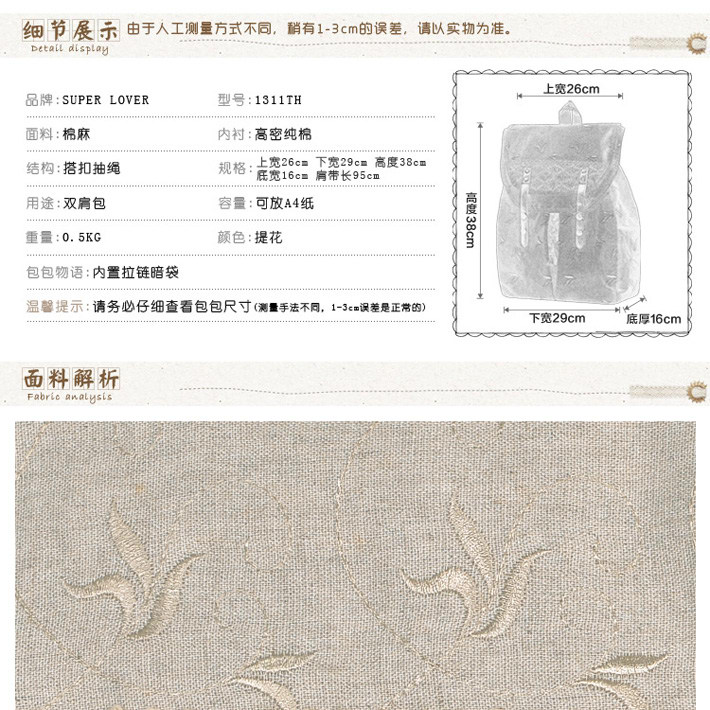 细节展示 由于人工测量方式不同，稍有1-3cm的误差，请以实物为准。
Detail display
品牌:SUPER LOVER 型号:1311TH
面料:棉麻 内衬:高密纯棉
结构:搭扣抽绳 规格:上宽26cm 下宽29cm 高度38cm
底宽16cm 肩带长95cm
用途:双肩包 容量:可放A4纸
重量:0.5KG 颜色:提花
包包物语:内置拉链暗袋
温馨提示:请务必仔细查看包包尺寸(测量手法不同，1-3cm误差是正常的)
上宽26cm
高度38cm
下宽29cm
底厚16cm
面料解析
Fabric analysis